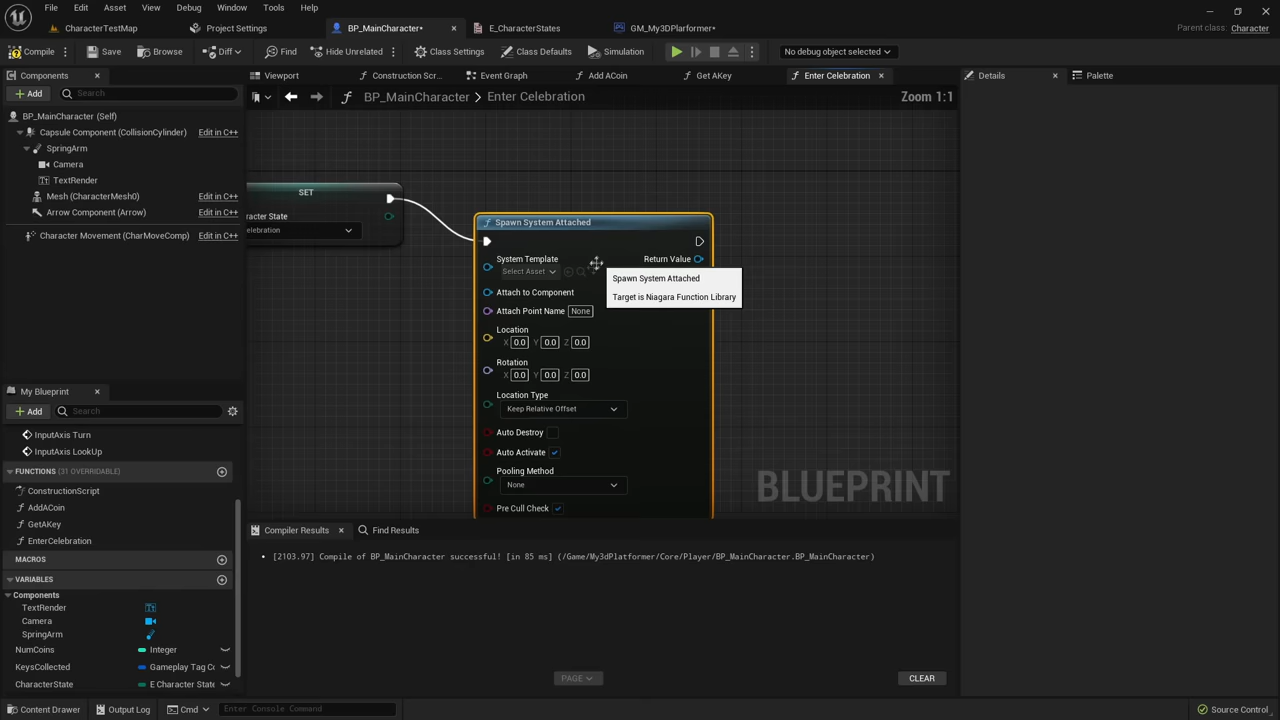 File Edit Asset View Debug Window Tools Help
Parent class: Character
CharacterTestMap
Project Settings
BP_MainCharacter•
E_CharacterStates
GM_My3DPlarformer•
Compile
Save
Browse
Diff
Find
Hide Unrelated
Class Settings
Class Defaults
Simulation
No debug object selected
Components
Add
Search
BP_MainCharacter (Self)
Capsule Component (CollisionCylinder) Edit in C++
SpringArm
Camera
TextRender
Mesh (CharacterMesh0) Edit in C++
Arrow Component (Arrow) Edit in C++
Character Movement (CharMoveComp) Edit in C++
My Blueprint
Add
Search
InputAxis Turn
InputAxis LookUp
FUNCTIONS (31 OVERRIDABLE)
ConstructionScript
AddACoin
GetAKey
EnterCelebration
MACROS
VARIABLES
Components
TextRender
Camera
SpringArm
NumCoins Integer
KeysCollected Gameplay Tag Co
CharacterState E Character State
Viewport
Construction Scr...
Event Graph
Add ACoin
Get AKey
Enter Celebration
BP_MainCharacter > Enter Celebration
Zoom 1:1
SET
haracter State
elebration
Spawn System Attached
System Template
Select Asset
Return Value
Attach to Component
Attach Point Name None
Location
X 0.0 Y 0.0 Z 0.0
Rotation
X 0.0 Y 0.0 Z 0.0
Location Type
Keep Relative Offset
Auto Destroy
Auto Activate
Pooling Method
None
Pre Cull Check
Spawn System Attached
Target is Niagara Function Library
BLUEPRINT
Compiler Results
Find Results
[2103.97] Compile of BP_MainCharacter successful! [in 85 ms] (/Game/My3dPlatformer/Core/Player/BP_MainCharacter.BP_MainCharacter)
PAGE
CLEAR
Details
Palette
Content Drawer
Output Log
Cmd
Enter Console Command
Source Control